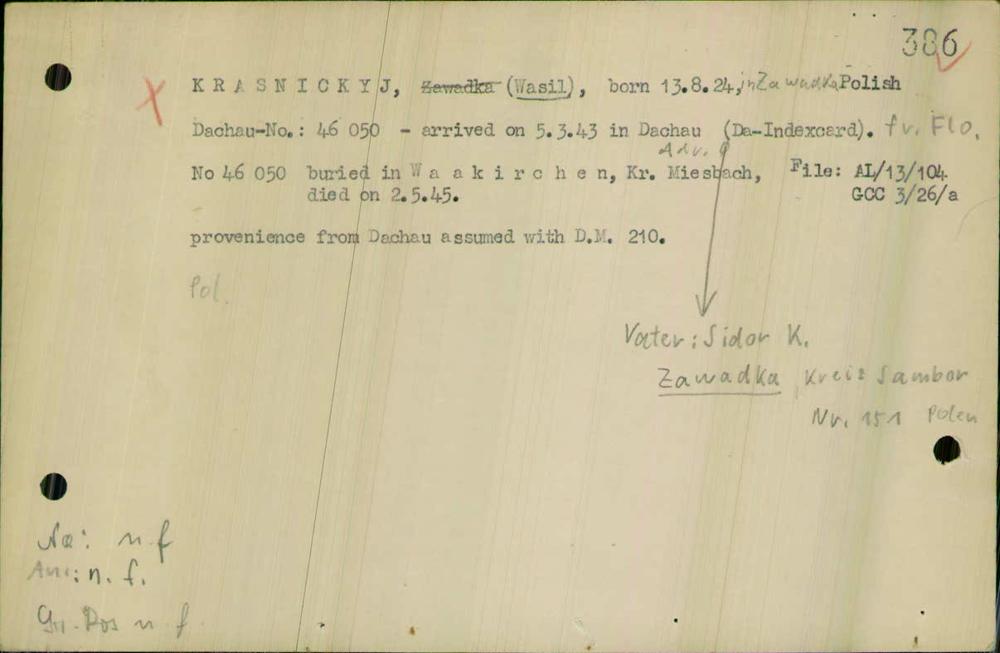 386
K R A S N I C K Y J, Zawadka (Wasil), born 13.8.24, in Zawadka Polish
Dachau-No.: 46 050 - arrived on 5.3.43 in Dachau (Da-Indexcard). fr. Flo.
Adr.
No 46 050 buried in W a a k i r c h e n, Kr. Miesbach, File: AL/13/104
died on 2.5.45. GCC 3/26/a
provenience from Dachau assumed with D.M. 210.
Pol.
Vater: Sidor K.
Zawadka, Kreis Sambor
Nr. 151 Polen
n. f
n. f.
n f